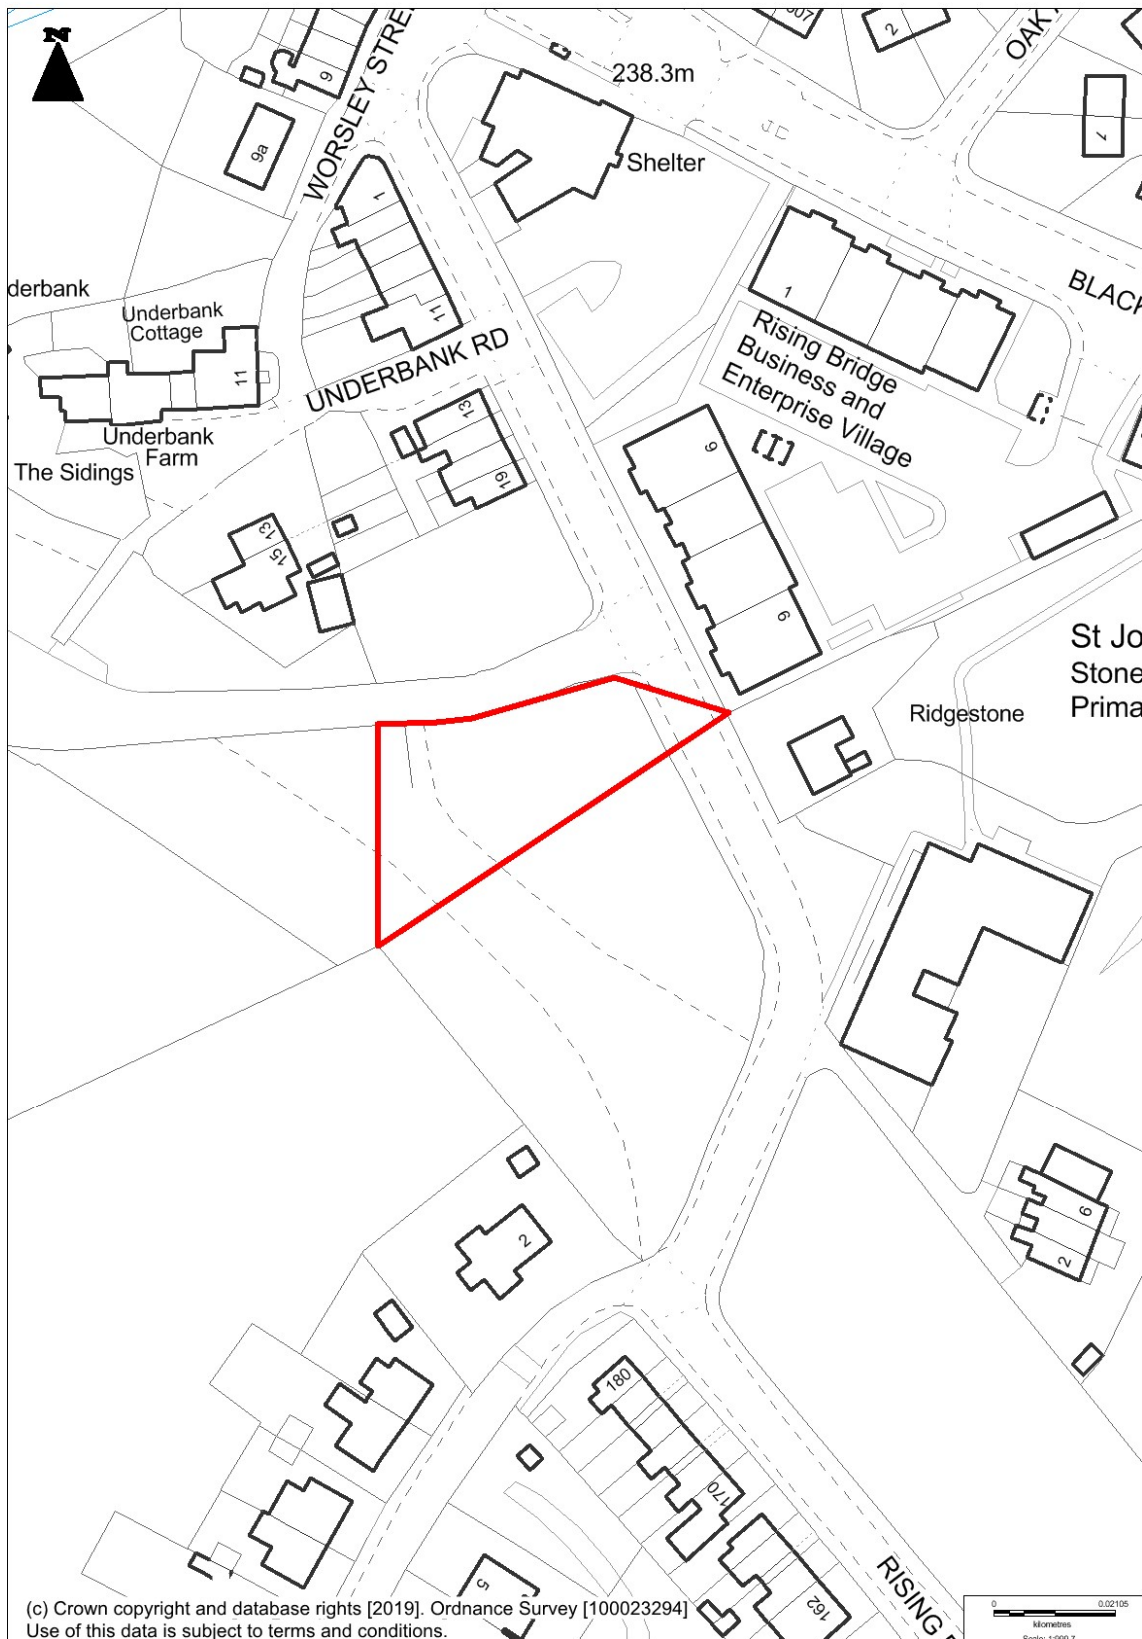 N
9
WORSLEY STRE
238.3m
007
2
OAK
1
9a
Shelter
1
derbank
Underbank
Cottage
11
11
UNDERBANK RD
Underbank
Farm
The Sidings
13
19
13
15
1
Rising Bridge
Business and
Enterprise Village
BLACK
6
9
St Jo
Stone
Prima
Ridgestone
2
6
2
180
170
162
5
RISING
(c) Crown copyright and database rights [2019]. Ordnance Survey [100023294]
Use of this data is subject to terms and conditions.
0 0.02105
kilometres